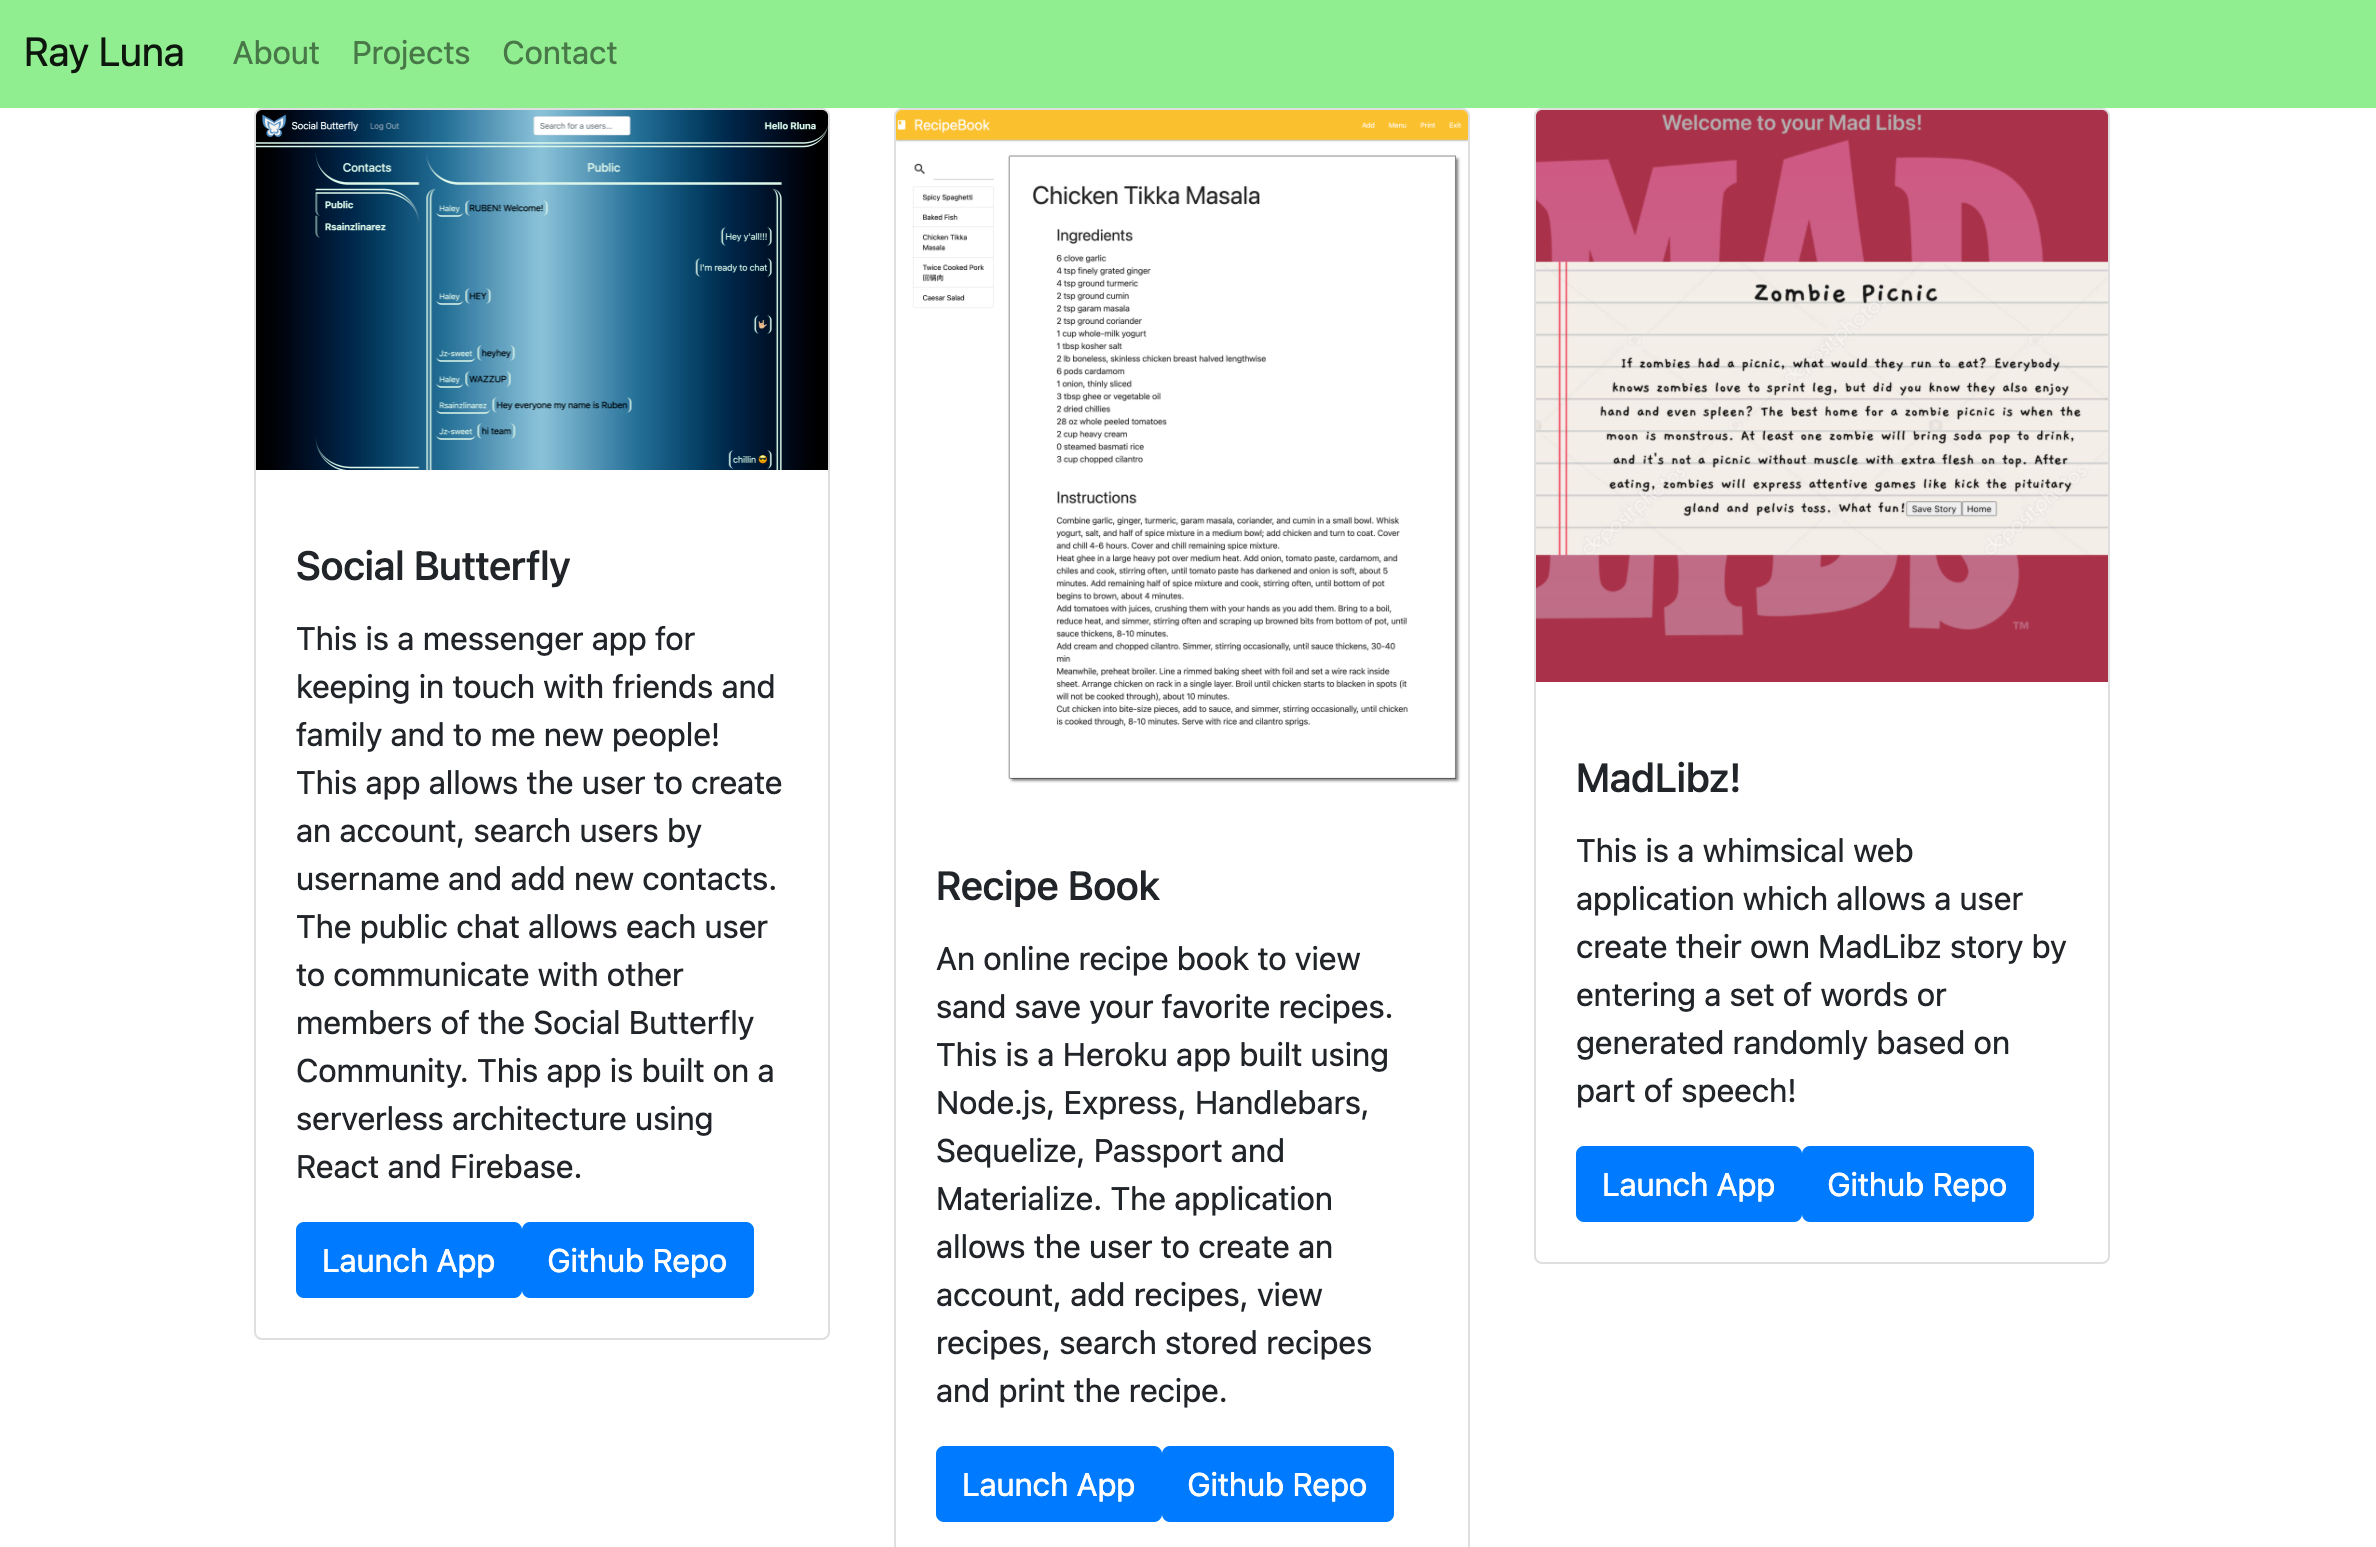 Ray Luna About Projects Contact
Social Butterfly Log Out Search for a users... Hello Rluna
Contacts
Public
Rsainzlinarez
Public
Haley RUBEN! Welcome!
Hey y'all!!!
I'm ready to chat
Haley HEY
🤟
Jz-sweet heyhey
Haley WAZZUP
Rsainzlinarez Hey everyone my name is Ruben
Jz-sweet hi team
chillin 😎
Social Butterfly
This is a messenger app for
keeping in touch with friends and
family and to me new people!
This app allows the user to create
an account, search users by
username and add new contacts.
The public chat allows each user
to communicate with other
members of the Social Butterfly
Community. This app is built on a
serverless architecture using
React and Firebase.
Launch App Github Repo
RecipeBook Add Menu Print Exit
Spicy Spaghetti
Baked Fish
Chicken Tikka
Masala
Twice Cooked Pork
回锅肉
Caesar Salad
Chicken Tikka Masala
Ingredients
6 clove garlic
4 tsp finely grated ginger
4 tsp ground turmeric
2 tsp ground cumin
2 tsp garam masala
2 tsp ground coriander
1 cup whole-milk yogurt
1 tbsp kosher salt
2 lb boneless, skinless chicken breast halved lengthwise
6 pods cardamom
1 onion, thinly sliced
3 tbsp ghee or vegetable oil
2 dried chillies
28 oz whole peeled tomatoes
2 cup heavy cream
0 steamed basmati rice
3 cup chopped cilantro
Instructions
Combine garlic, ginger, turmeric, garam masala, coriander, and cumin in a small bowl. Whisk
yogurt, salt, and half of spice mixture in a medium bowl; add chicken and turn to coat. Cover
and chill 4-6 hours. Cover and chill remaining spice mixture.
Heat ghee in a large heavy pot over medium heat. Add onion, tomato paste, cardamom, and
chiles and cook, stirring often, until tomato paste has darkened and onion is soft, about 5
minutes. Add remaining half of spice mixture and cook, stirring often, until bottom of pot
begins to brown, about 4 minutes.
Add tomatoes with juices, crushing them with your hands as you add them. Bring to a boil,
reduce heat, and simmer, stirring often and scraping up browned bits from bottom of pot, until
sauce thickens, 8-10 minutes.
Add cream and chopped cilantro. Simmer, stirring occasionally, until sauce thickens, 30-40
min
Meanwhile, preheat broiler. Line a rimmed baking sheet with foil and set a wire rack inside
sheet. Arrange chicken on rack in a single layer. Broil until chicken starts to blacken in spots (it
will not be cooked through), about 10 minutes.
Cut chicken into bite-size pieces, add to sauce, and simmer, stirring occasionally, until chicken
is cooked through, 8-10 minutes. Serve with rice and cilantro sprigs.
Recipe Book
An online recipe book to view
sand save your favorite recipes.
This is a Heroku app built using
Node.js, Express, Handlebars,
Sequelize, Passport and
Materialize. The application
allows the user to create an
account, add recipes, view
recipes, search stored recipes
and print the recipe.
Launch App Github Repo
Welcome to your Mad Libs!
MAD
Zombie Picnic
If zombies had a picnic, what would they run to eat? Everybody
knows zombies love to sprint leg, but did you know they also enjoy
hand and even spleen? The best home for a zombie picnic is when the
moon is monstrous. At least one zombie will bring soda pop to drink,
and it's not a picnic without muscle with extra flesh on top. After
eating, zombies will express attentive games like kick the pituitary
gland and pelvis toss. What fun! Save Story Home
LIBS
TM
MadLibz!
This is a whimsical web
application which allows a user
create their own MadLibz story by
entering a set of words or
generated randomly based on
part of speech!
Launch App Github Repo